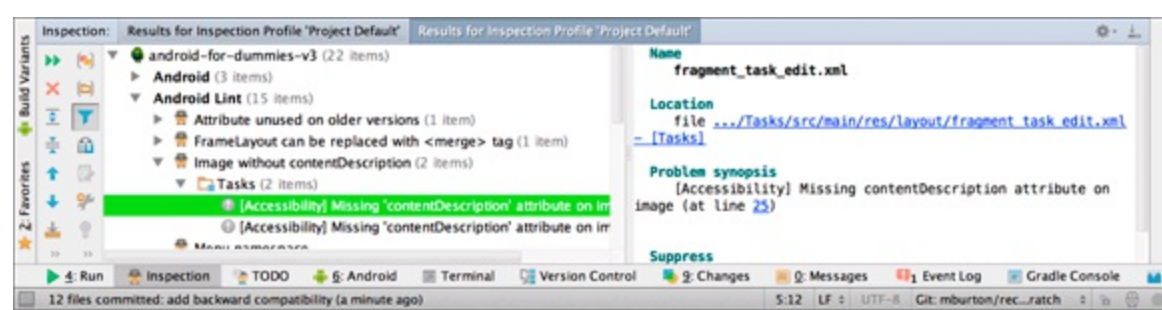 Inspection: Results for Inspection Profile 'Project Default' Results for Inspection Profile 'Project Default'
Build Variants
2: Favorites
android-for-dummies-v3 (22 items)
Android (3 items)
Android Lint (15 items)
Attribute unused on older versions (1 item)
FrameLayout can be replaced with <merge> tag (1 item)
Image without contentDescription (2 items)
Tasks (2 items)
[Accessibility] Missing 'contentDescription' attribute on im
[Accessibility] Missing 'contentDescription' attribute on im
Menu namespace
Name
fragment_task_edit.xml
Location
file .../Tasks/src/main/res/layout/fragment_task_edit.xml
- [Tasks]
Problem synopsis
[Accessibility] Missing contentDescription attribute on
image (at line 25)
Suppress
4: Run Inspection TODO 6: Android Terminal Version Control 9: Changes 0: Messages 1 Event Log Gradle Console
12 files committed: add backward compatibility (a minute ago) 5:12 LF UTF-8 Git: mburton/rec...ratch